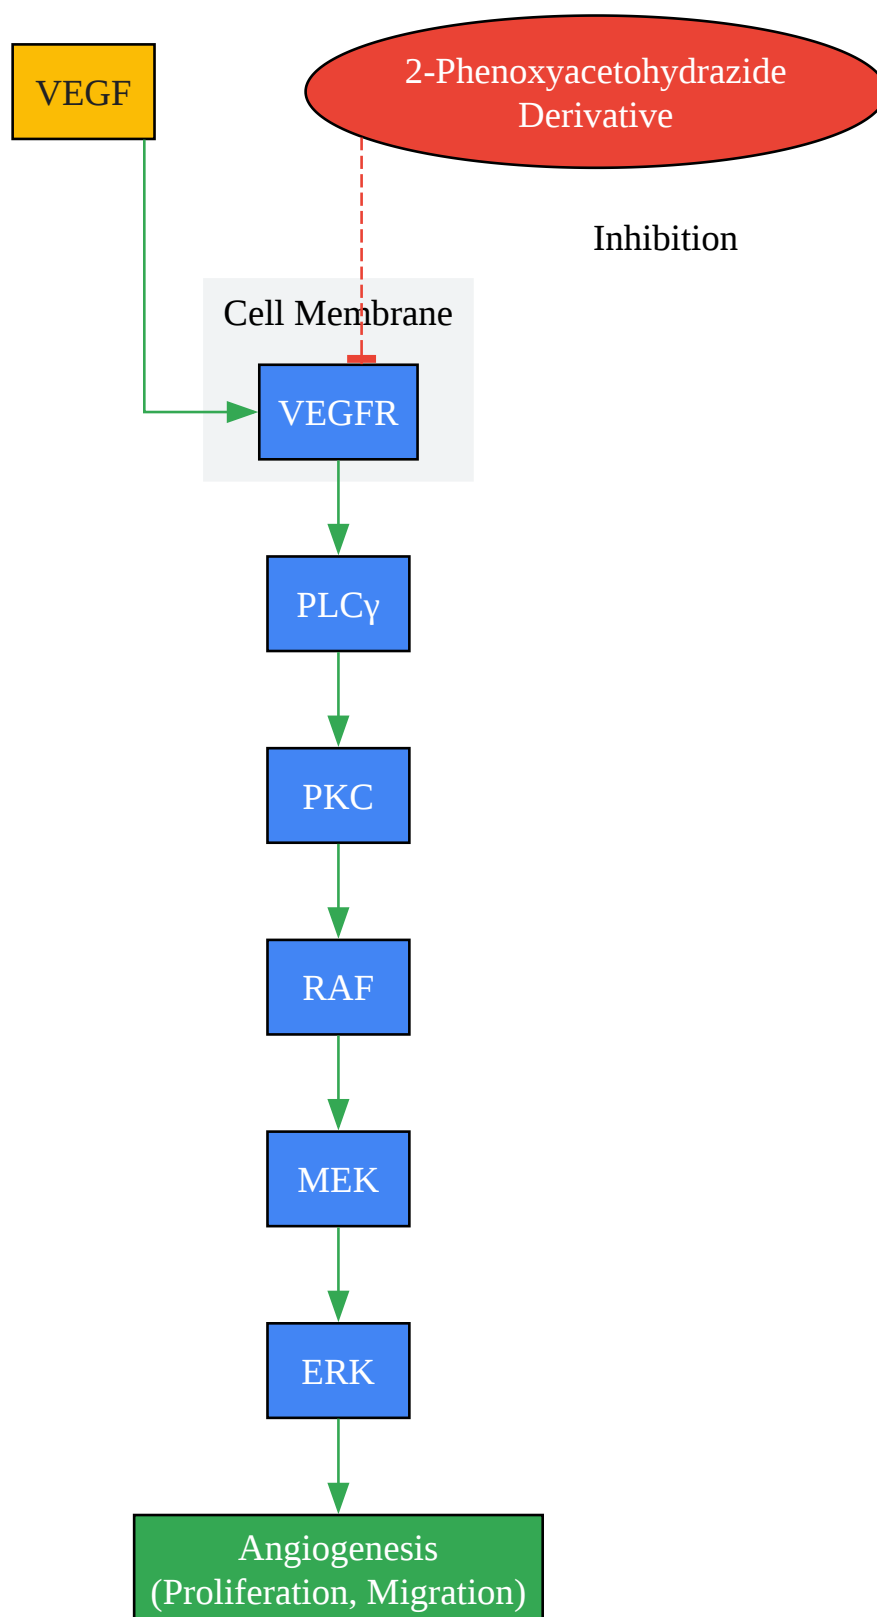 VEGF
2-Phenoxyacetohydrazide
Derivative
Inhibition
Cell Membrane
VEGFR
PLCγ
PKC
RAF
MEK
ERK
Angiogenesis
(Proliferation, Migration)